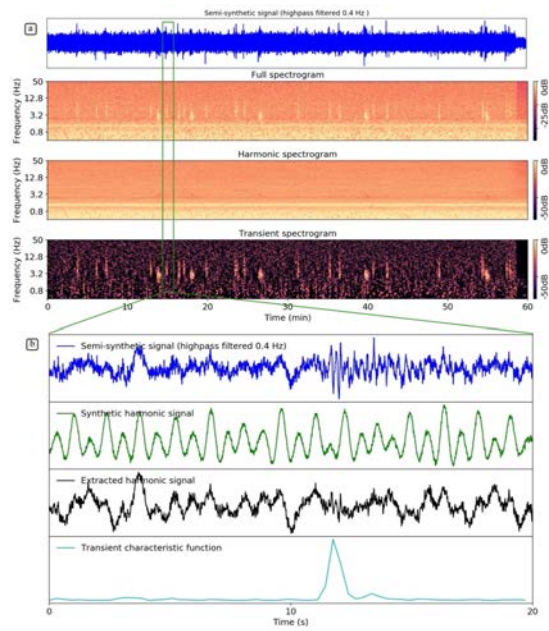 a
Semi-synthetic signal (highpass filtered 0.4 Hz )
Full spectrogram
Frequency (Hz)
50
12.8
3.2
0.8
0dB
-25dB
Harmonic spectrogram
Frequency (Hz)
50
12.8
3.2
0.8
0dB
-50dB
Transient spectrogram
Frequency (Hz)
50
12.8
3.2
0.8
0dB
-50dB
0 10 20 30 40 50 60
Time (min)
b
Semi-synthetic signal (highpass filtered 0.4 Hz)
Synthetic harmonic signal
Extracted harmonic signal
Transient characteristic function
0 10 20
Time (s)